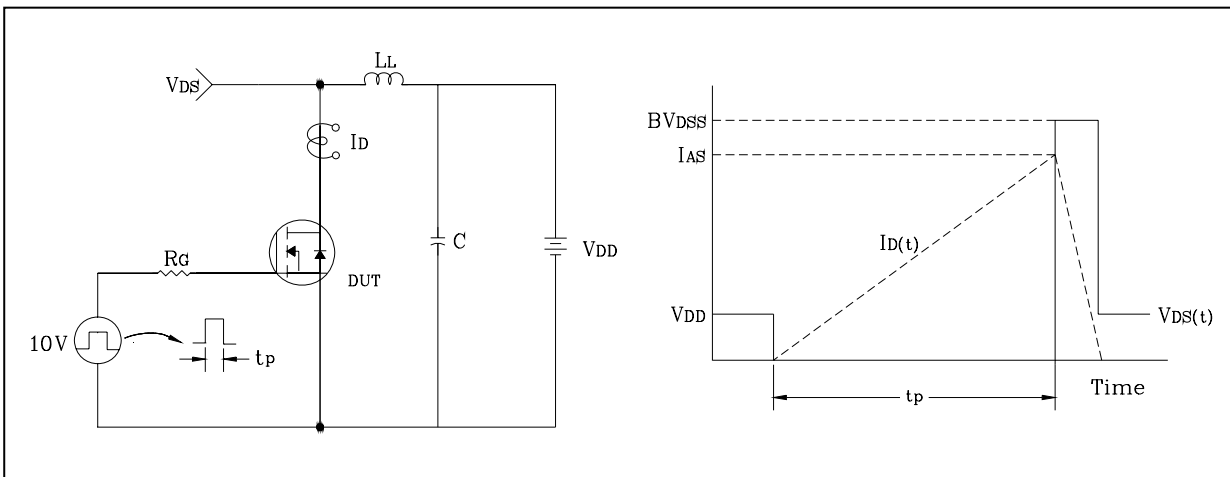 VDS
LL
ID
RG
DUT
C
VDD
10V
tp
BVDSS
IAS
ID(t)
VDD
VDS(t)
tp
Time